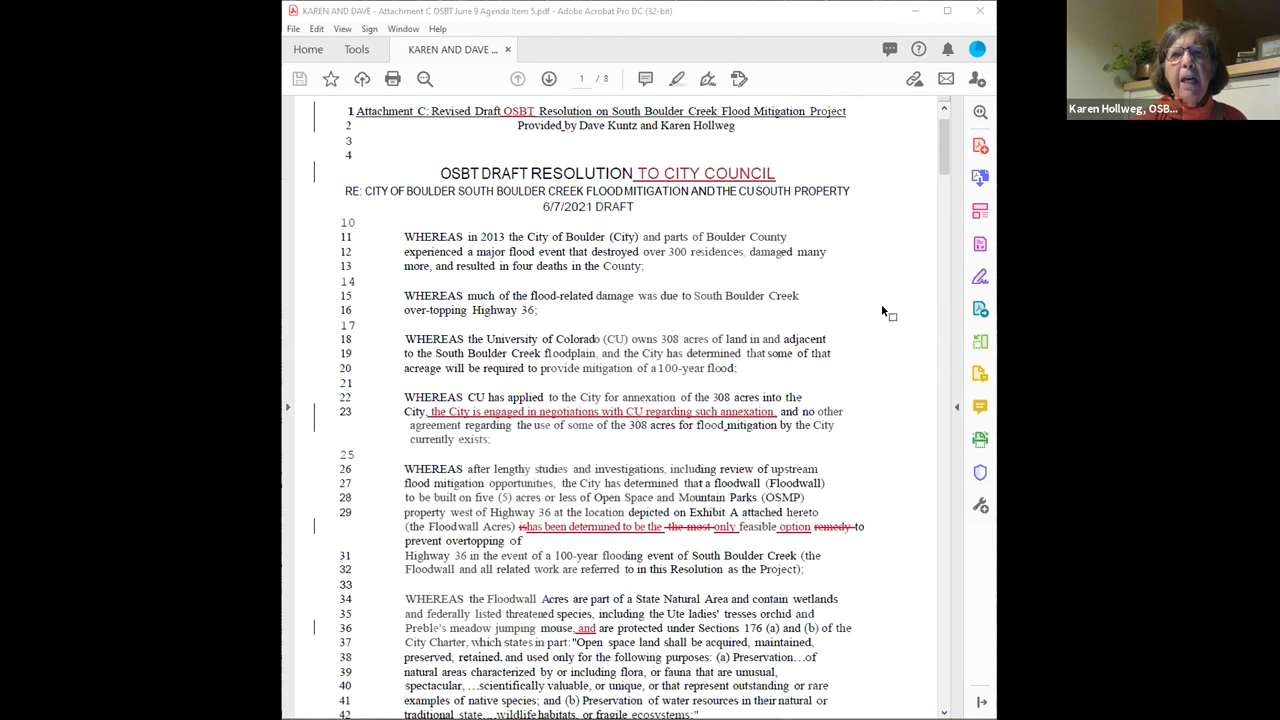 KAREN AND DAVE - Attachment C OSBT June 9 Agenda Item 5.pdf - Adobe Acrobat Pro DC (32-bit)
File Edit View Sign Window Help
Home Tools KAREN AND DAVE ... ×
1 / 8
Karen Hollweg, OSB...
1 Attachment C: Revised Draft OSBT Resolution on South Boulder Creek Flood Mitigation Project
2 Provided by Dave Kuntz and Karen Hollweg
3
4
OSBT DRAFT RESOLUTION TO CITY COUNCIL
RE: CITY OF BOULDER SOUTH BOULDER CREEK FLOOD MITIGATION AND THE CU SOUTH PROPERTY
6/7/2021 DRAFT
10
11 WHEREAS in 2013 the City of Boulder (City) and parts of Boulder County
12 experienced a major flood event that destroyed over 300 residences, damaged many
13 more, and resulted in four deaths in the County;
14
15 WHEREAS much of the flood-related damage was due to South Boulder Creek
16 over-topping Highway 36;
17
18 WHEREAS the University of Colorado (CU) owns 308 acres of land in and adjacent
19 to the South Boulder Creek floodplain, and the City has determined that some of that
20 acreage will be required to provide mitigation of a 100-year flood;
21
22 WHEREAS CU has applied to the City for annexation of the 308 acres into the
23 City, the City is engaged in negotiations with CU regarding such annexation, and no other
agreement regarding the use of some of the 308 acres for flood mitigation by the City
currently exists;
25
26 WHEREAS after lengthy studies and investigations, including review of upstream
27 flood mitigation opportunities, the City has determined that a floodwall (Floodwall)
28 to be built on five (5) acres or less of Open Space and Mountain Parks (OSMP)
29 property west of Highway 36 at the location depicted on Exhibit A attached hereto
(the Floodwall Acres) is has been determined to be the the most only feasible option remedy to
prevent overtopping of
31 Highway 36 in the event of a 100-year flooding event of South Boulder Creek (the
32 Floodwall and all related work are referred to in this Resolution as the Project);
33
34 WHEREAS the Floodwall Acres are part of a State Natural Area and contain wetlands
35 and federally listed threatened species, including the Ute ladies' tresses orchid and
36 Preble's meadow jumping mouse, and are protected under Sections 176 (a) and (b) of the
37 City Charter, which states in part: "Open space land shall be acquired, maintained,
38 preserved, retained, and used only for the following purposes: (a) Preservation…of
39 natural areas characterized by or including flora, or fauna that are unusual,
40 spectacular, …scientifically valuable, or unique, or that represent outstanding or rare
41 examples of native species; and (b) Preservation of water resources in their natural or
42 traditional state,…wildlife habitats, or fragile ecosystems;"